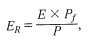 E_R = \frac{E \times P_f}{P},